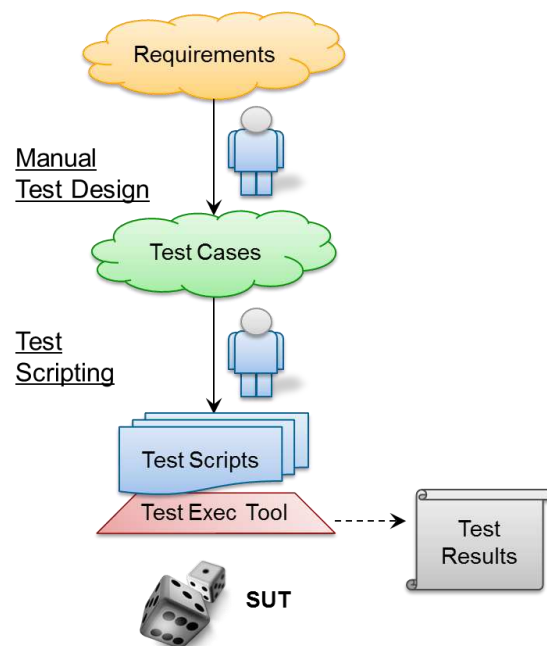 Requirements
Manual
Test Design
Test Cases
Test
Scripting
Test Scripts
Test Exec Tool
Test
Results
SUT